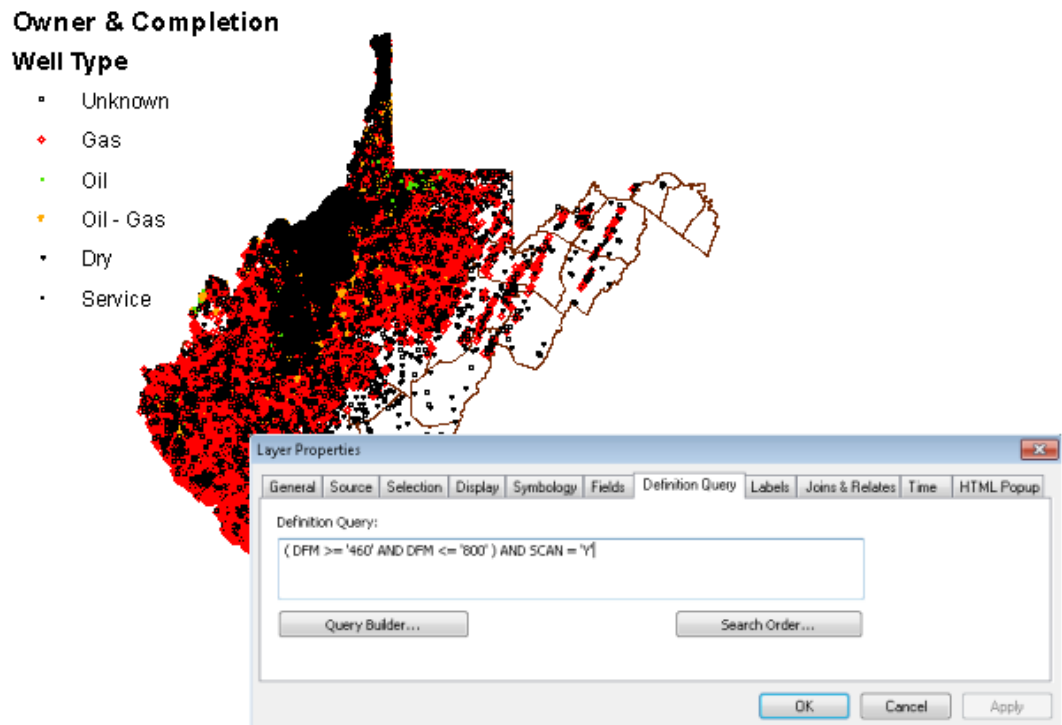 Owner & Completion
Well Type
Unknown
Gas
Oil
Oil - Gas
Dry
Service
Layer Properties
General Source Selection Display Symbology Fields Definition Query Labels Joins & Relates Time HTML Popup
Definition Query:
( DFM >= '460' AND DFM <= '800' ) AND SCAN = 'Y'
Query Builder... Search Order...
OK Cancel Apply